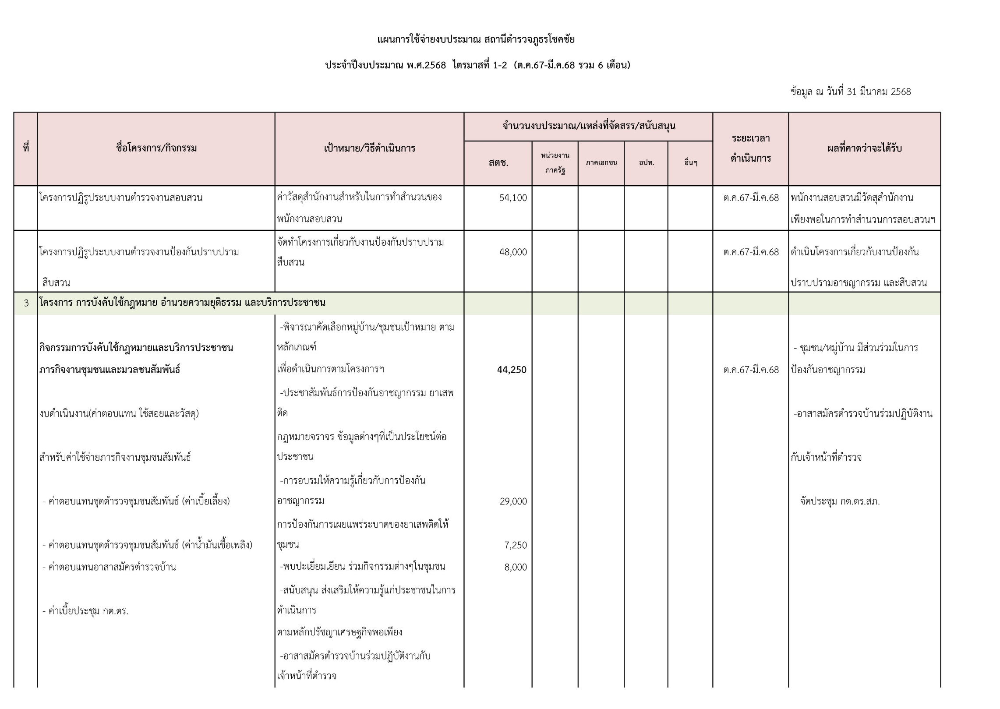 แผนการใช้จ่ายงบประมาณ สถานีตำรวจภูธรโชคชัย
ประจำปีงบประมาณ พ.ศ.2568 ไตรมาสที่ 1-2 (ต.ค.67-มี.ค.68 รวม 6 เดือน)
ข้อมูล ณ วันที่ 31 มีนาคม 2568
ที่
ชื่อโครงการ/กิจกรรม
เป้าหมาย/วิธีดำเนินการ
จำนวนงบประมาณ/แหล่งที่จัดสรร/สนับสนุน
สตช.
หน่วยงาน
ภาครัฐ
ภาคเอกชน
อปท.
อื่นๆ
ระยะเวลา
ดำเนินการ
ผลที่คาดว่าจะได้รับ
โครงการปฏิรูประบบงานตำรวจงานสอบสวน
ค่าวัสดุสำนักงานสำหรับในการทำสำนวนของ
พนักงานสอบสวน
54,100
ต.ค.67-มี.ค.68
พนักงานสอบสวนมีวัดสุสำนักงาน
เพียงพอในการทำสำนวนการสอบสวนฯ
โครงการปฏิรูประบบงานตำรวจงานป้องกันปราบปราม
สืบสวน
จัดทำโครงการเกี่ยวกับงานป้องกันปราบปราม
สืบสวน
48,000
ต.ค.67-มี.ค.68
ดำเนินโครงการเกี่ยวกับงานป้องกัน
ปราบปรามอาชญากรรม และสืบสวน
3 โครงการ การบังคับใช้กฎหมาย อำนวยความยุติธรรม และบริการประชาชน
กิจกรรมการบังคับใช้กฎหมายและบริการประชาชน
ภารกิจงานชุมชนและมวลชนสัมพันธ์
งบดำเนินงาน(ค่าตอบแทน ใช้สอยและวัสดุ)
สำหรับค่าใช้จ่ายภารกิจงานชุมชนสัมพันธ์
- ค่าตอบแทนชุดตำรวจชุมชนสัมพันธ์ (ค่าเบี้ยเลี้ยง)
- ค่าตอบแทนชุดตำรวจชุมชนสัมพันธ์ (ค่าน้ำมันเชื้อเพลิง)
- ค่าตอบแทนอาสาสมัครตำรวจบ้าน
- ค่าเบี้ยประชุม กต.ตร.
-พิจารณาคัดเลือกหมู่บ้าน/ชุมชนเป้าหมาย ตาม
หลักเกณฑ์
เพื่อดำเนินการตามโครงการฯ
-ประชาสัมพันธ์การป้องกันอาชญากรรม ยาเสพ
ติด
กฎหมายจราจร ข้อมูลต่างๆที่เป็นประโยชน์ต่อ
ประชาชน
-การอบรมให้ความรู้เกี่ยวกับการป้องกัน
อาชญากรรม
การป้องกันการเผยแพร่ระบาดของยาเสพติดให้
ชุมชน
-พบปะเยี่ยมเยียน ร่วมกิจกรรมต่างๆในชุมชน
-สนับสนุน ส่งเสริมให้ความรู้แก่ประชาชนในการ
ดำเนินการ
ตามหลักปรัชญาเศรษฐกิจพอเพียง
-อาสาสมัครตำรวจบ้านร่วมปฏิบัติงานกับ
เจ้าหน้าที่ตำรวจ
44,250
29,000
7,250
8,000
ต.ค.67-มี.ค.68
- ชุมชน/หมู่บ้าน มีส่วนร่วมในการ
ป้องกันอาชญากรรม
-อาสาสมัครตำรวจบ้านร่วมปฏิบัติงาน
กับเจ้าหน้าที่ตำรวจ
จัดประชุม กต.ตร.สภ.